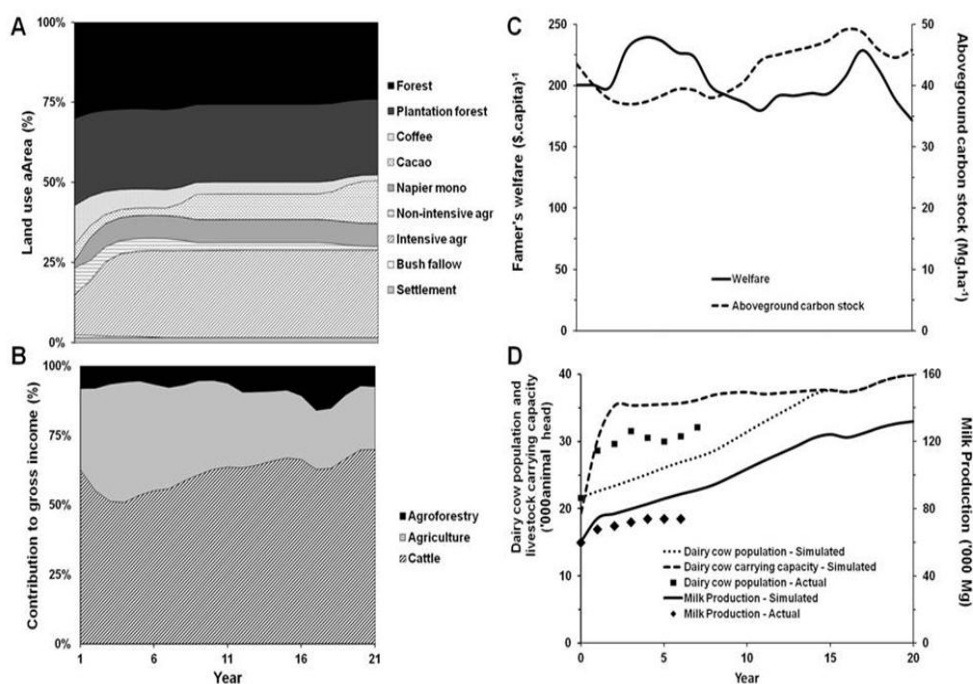 A
100%
75%
50%
25%
0%
Land use aArea (%)
Forest
Plantation forest
Coffee
Cacao
Napier mono
Non-intensive agr
Intensive agr
Bush fallow
Settlement
B
100%
75%
50%
25%
0%
Contribution to gross income (%)
Agroforestry
Agriculture
Cattle
1 6 11 16 21
Year
C
250
200
150
100
50
0
Famer's welfare ($.capita)⁻¹
50
40
30
20
10
0
Aboveground carbon stock
(Mg.ha⁻¹)
Welfare
Aboveground carbon stock
D
40
30
20
10
0
Dairy cow population and
livestock carrying capacity
('000animal head)
160
120
80
40
0
Milk Production ('000 Mg)
Dairy cow population - Simulated
Dairy cow carrying capacity - Simulated
Dairy cow population - Actual
Milk Production - Simulated
Milk Production - Actual
0 5 10 15 20
Year